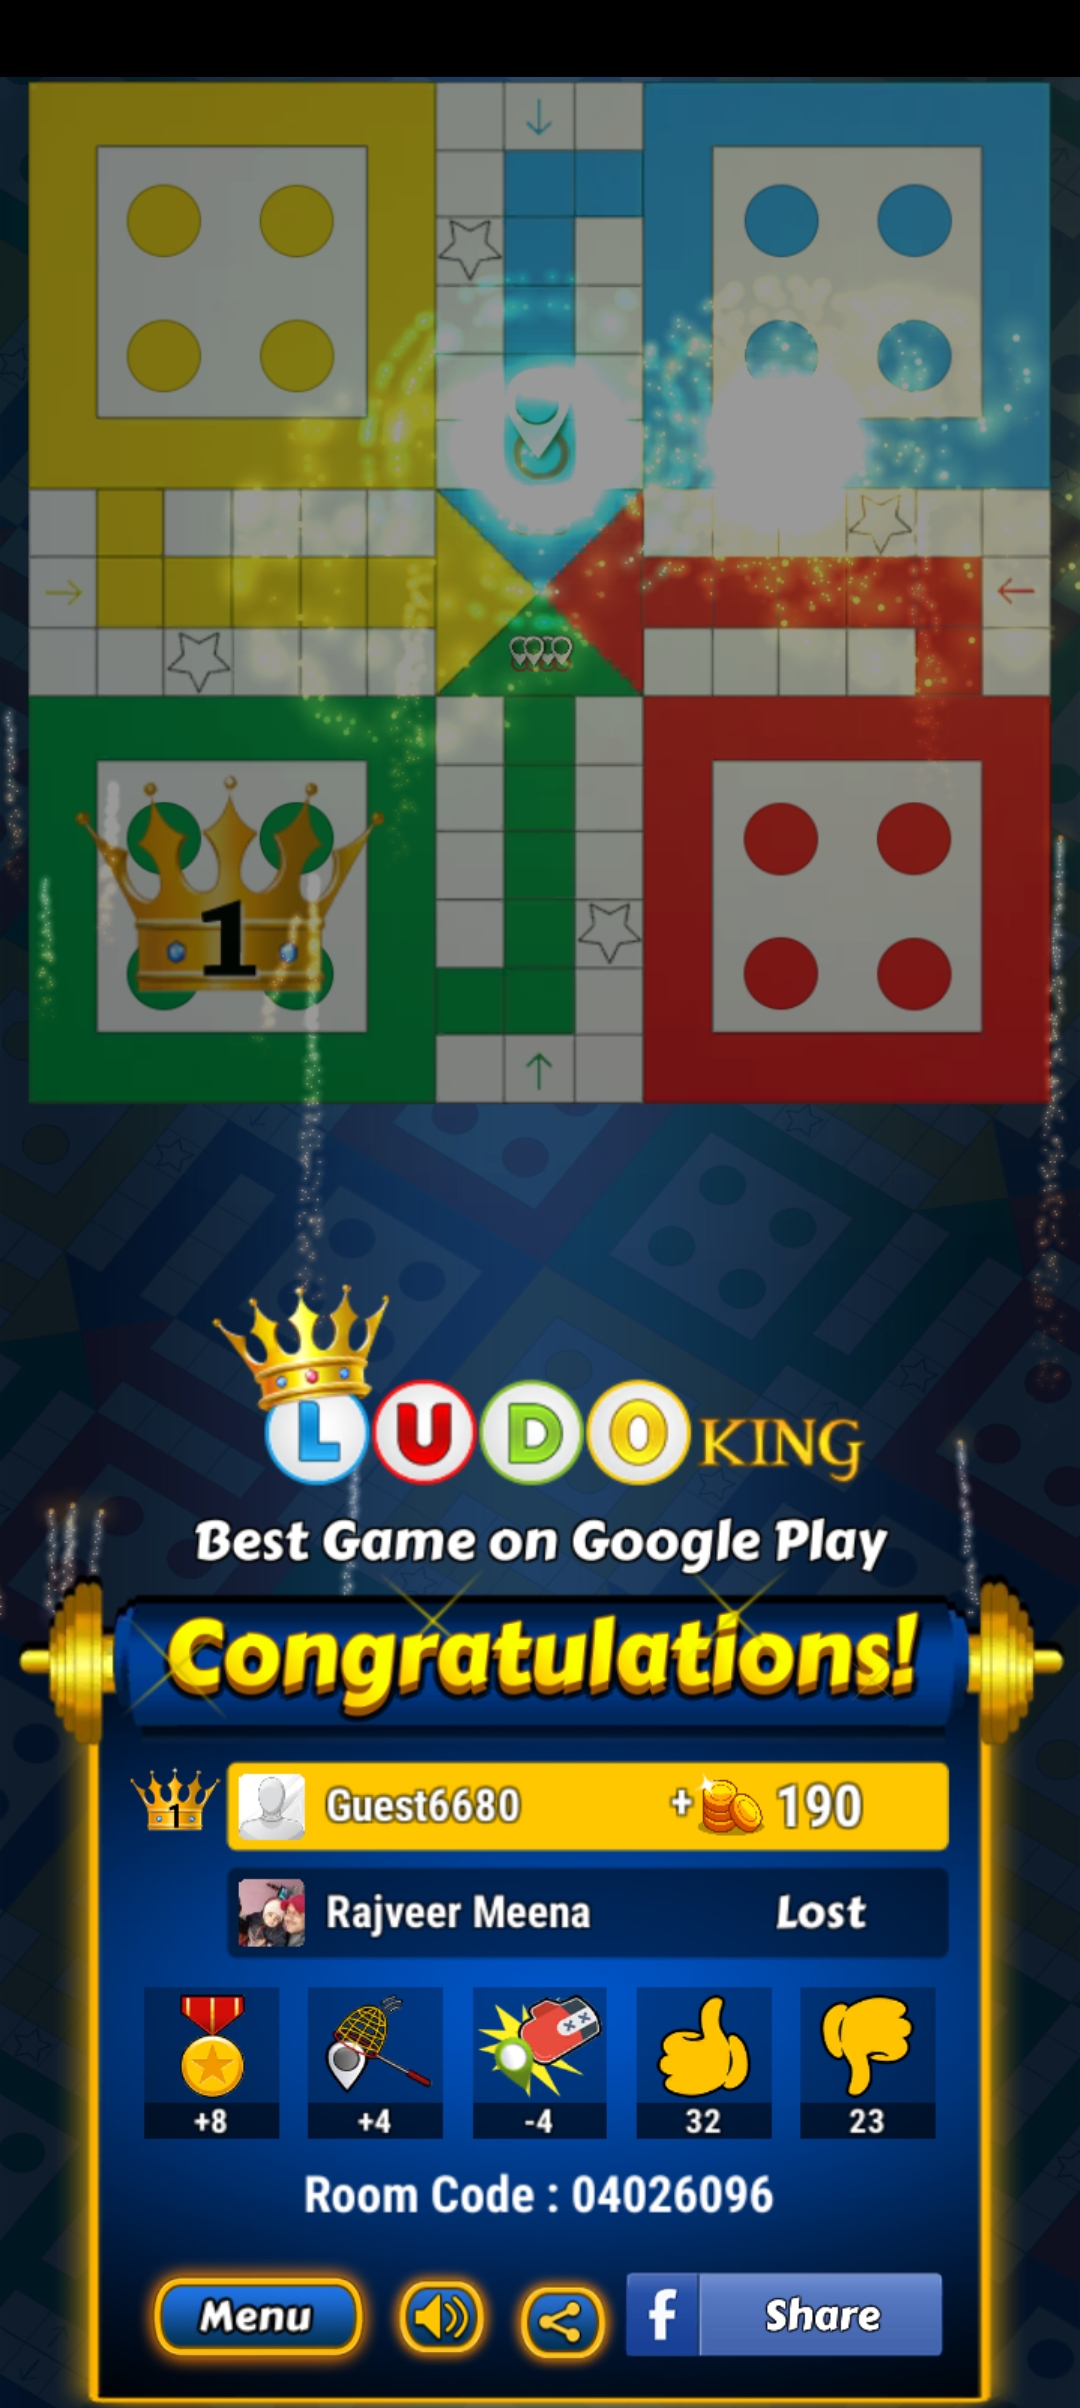 1
LUDO KING
Best Game on Google Play
Congratulations!
1 Guest6680 + 190
Rajveer Meena Lost
+8 +4 -4 32 23
Room Code : 04026096
Menu f Share